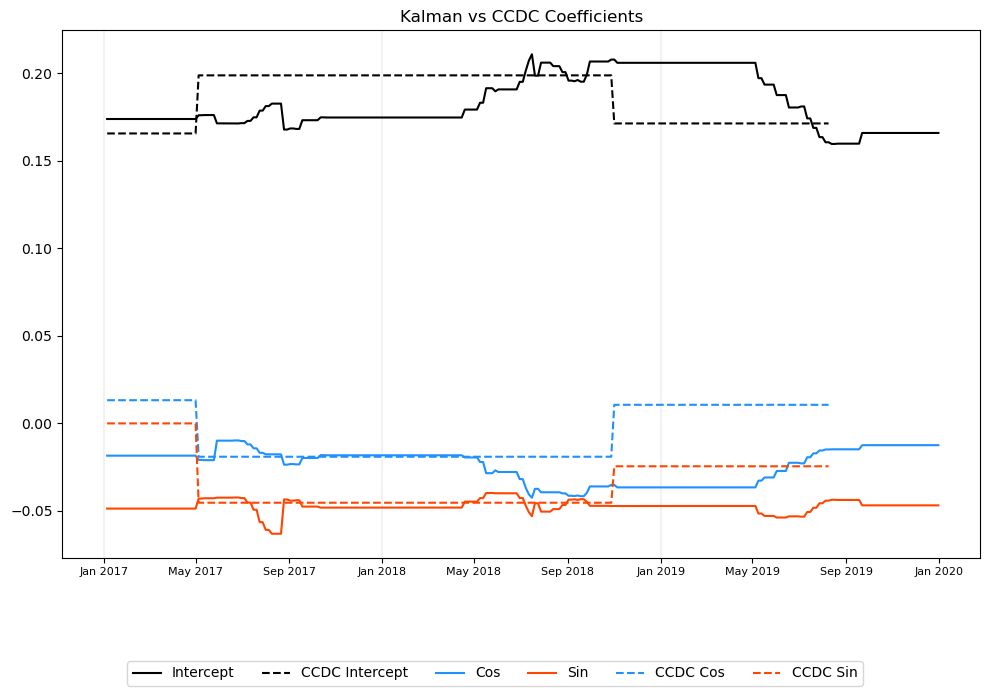 Kalman vs CCDC Coefficients
0.20
0.15
0.10
0.05
0.00
−0.05
Jan 2017 May 2017 Sep 2017 Jan 2018 May 2018 Sep 2018 Jan 2019 May 2019 Sep 2019 Jan 2020
Intercept CCDC Intercept Cos Sin CCDC Cos CCDC Sin